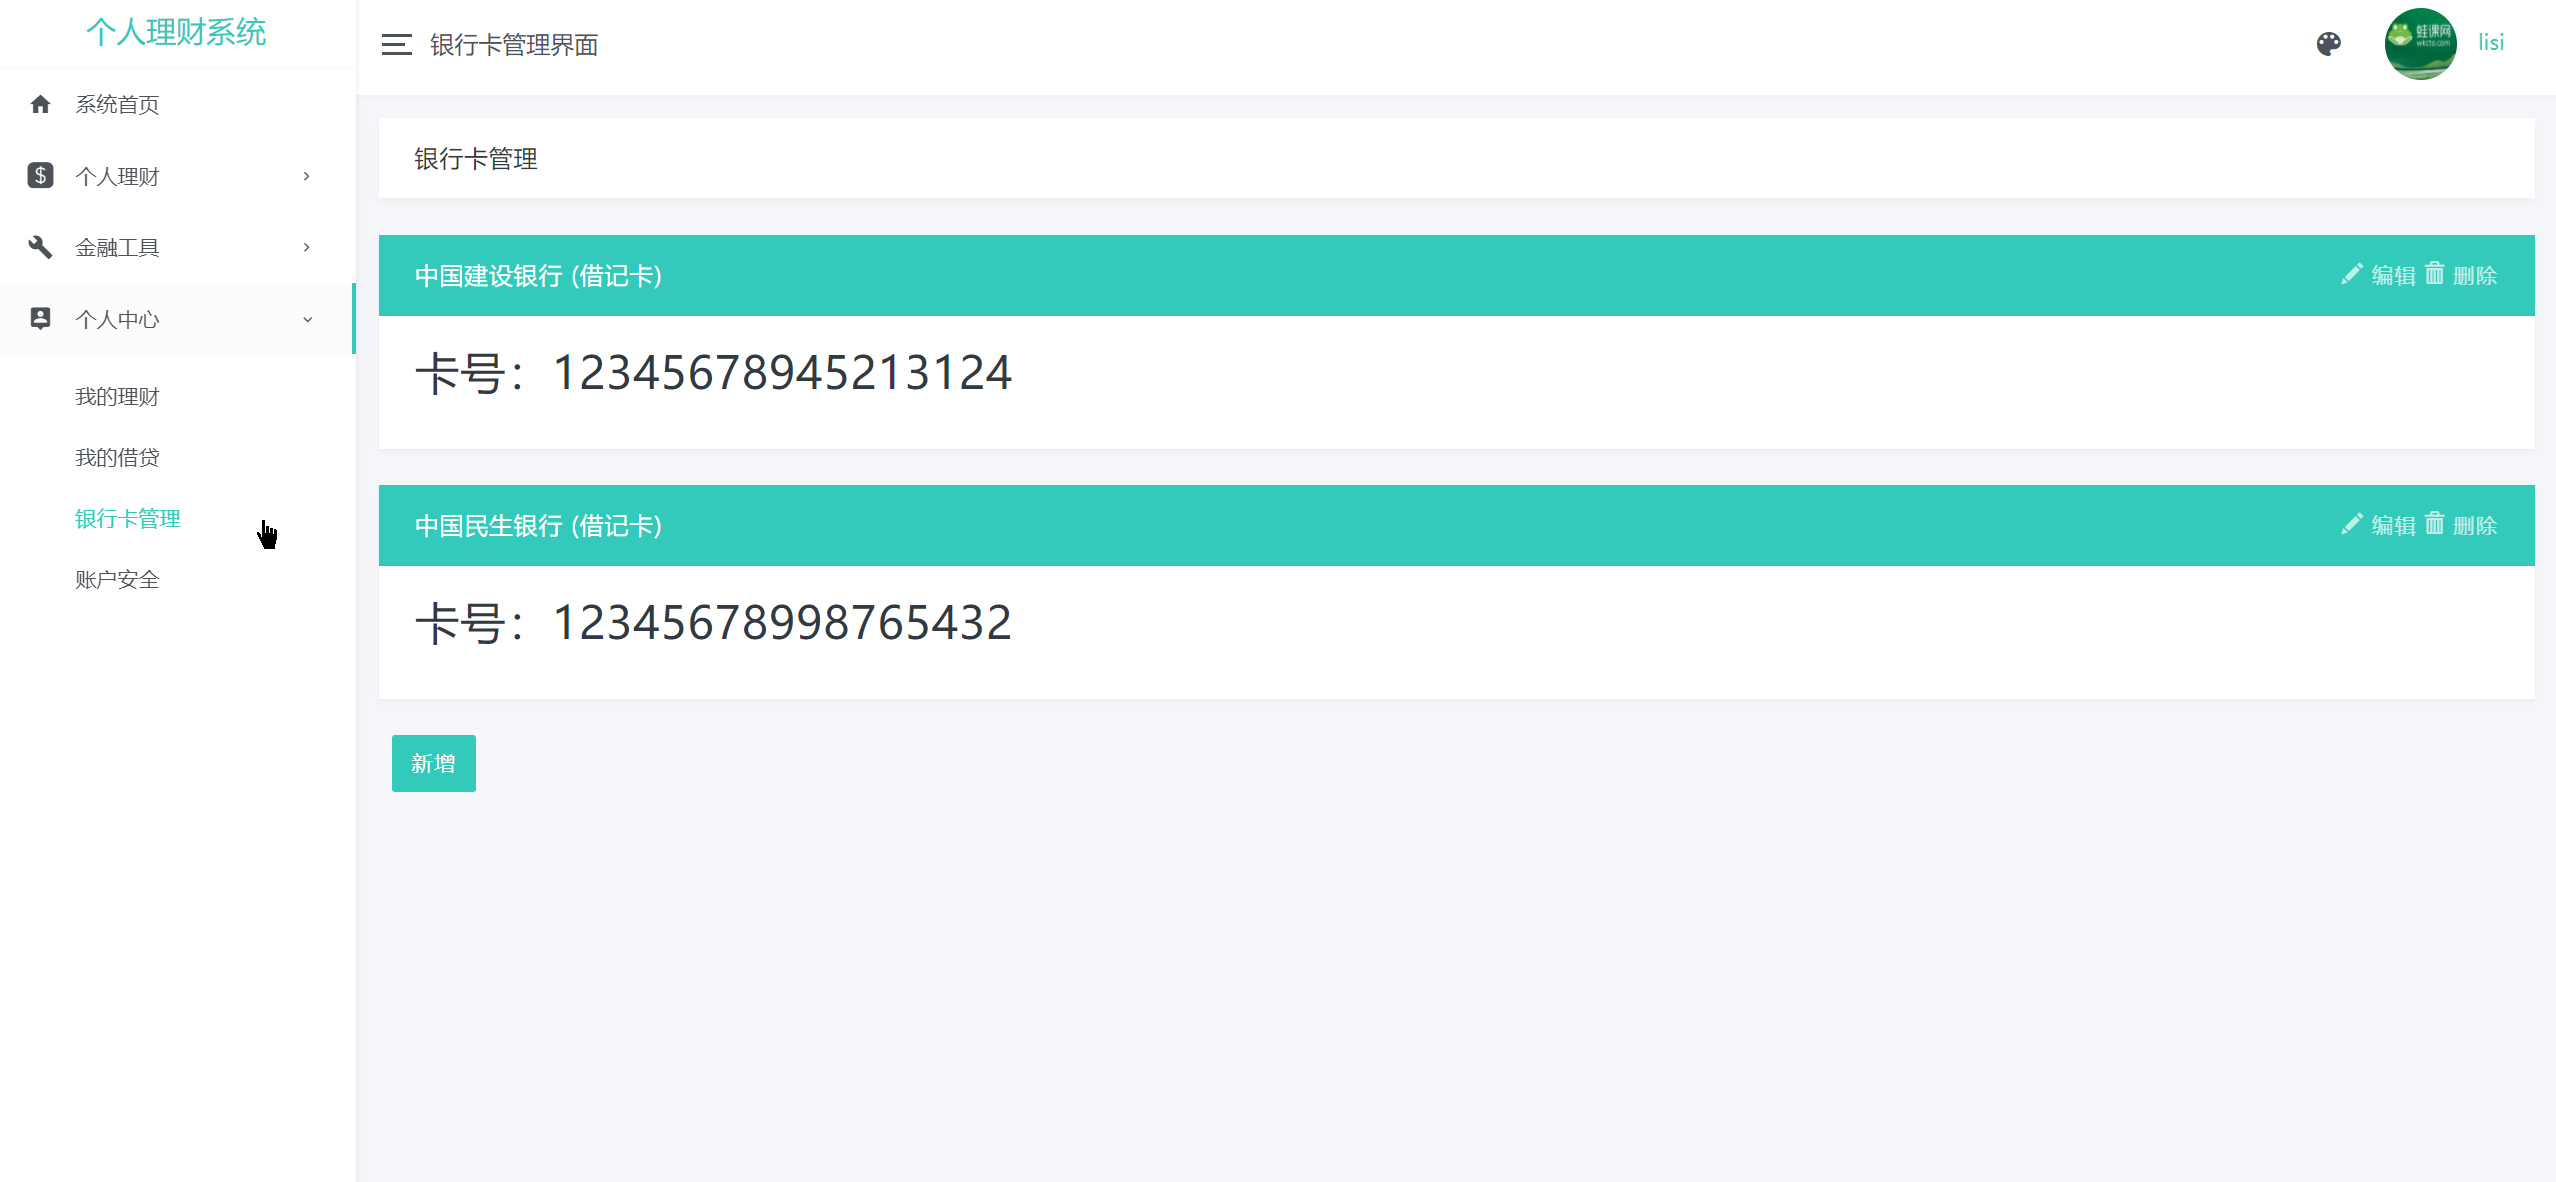 个人理财系统
系统首页
个人理财
金融工具
个人中心
我的理财
我的借贷
银行卡管理
账户安全
银行卡管理界面
蛙课网
wkcto.com
lisi
银行卡管理
中国建设银行 (借记卡)
编辑 删除
卡号：12345678945213124
中国民生银行 (借记卡)
编辑 删除
卡号：12345678998765432
新增